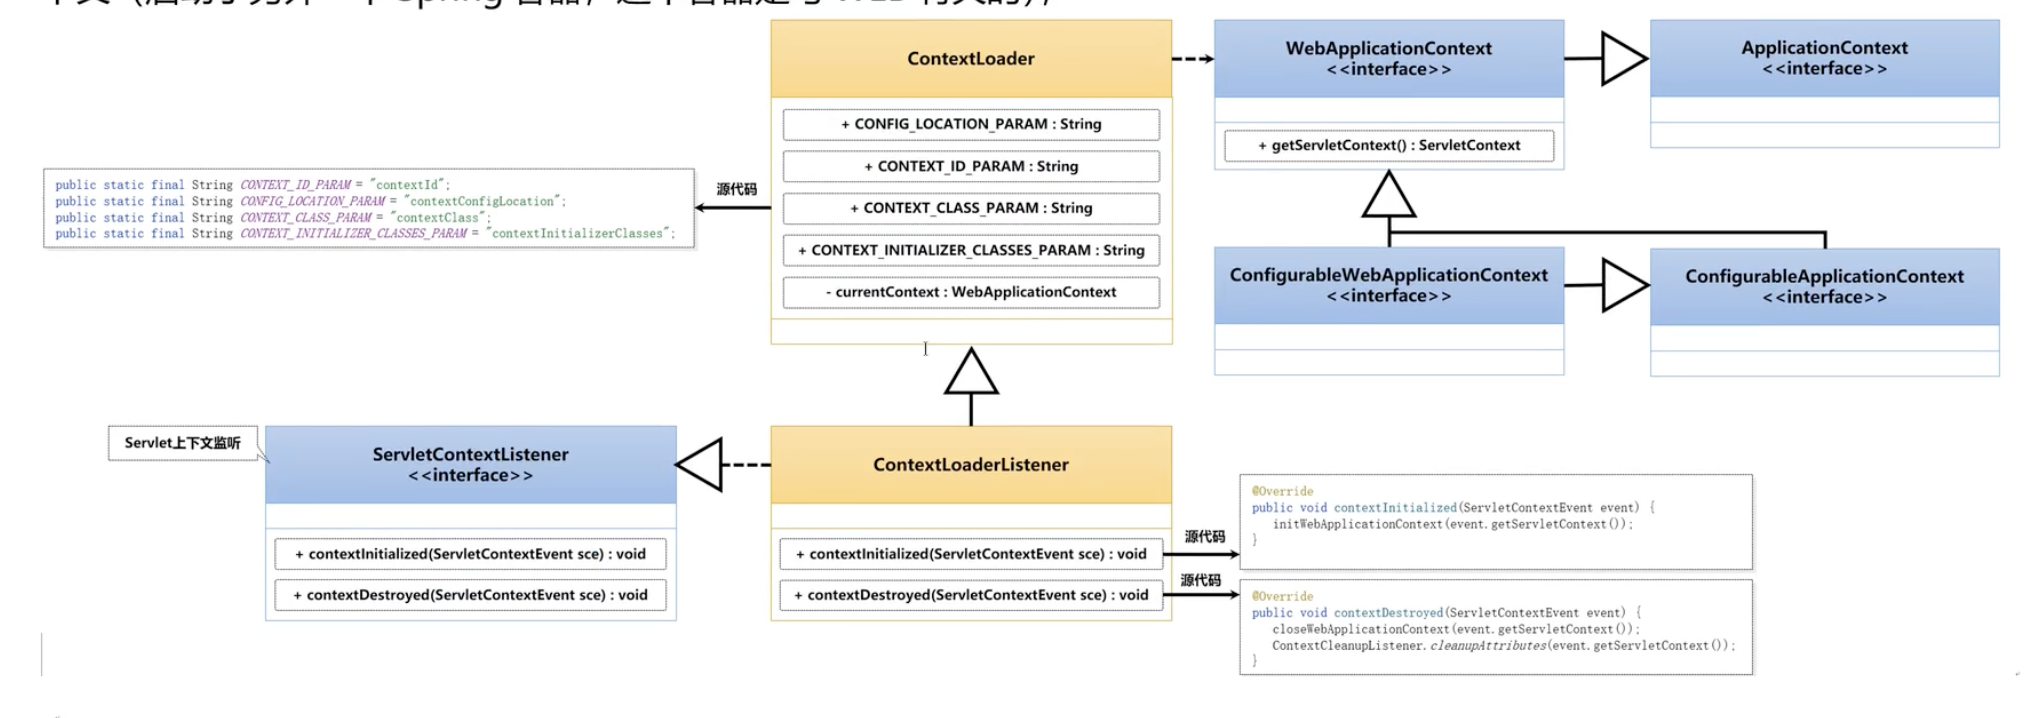 ContextLoader
+ CONFIG_LOCATION_PARAM : String
+ CONTEXT_ID_PARAM : String
+ CONTEXT_CLASS_PARAM : String
+ CONTEXT_INITIALIZER_CLASSES_PARAM : String
- currentContext : WebApplicationContext
WebApplicationContext
<<interface>>
+ getServletContext() : ServletContext
ApplicationContext
<<interface>>
源代码
public static final String CONTEXT_ID_PARAM = "contextId";
public static final String CONFIG_LOCATION_PARAM = "contextConfigLocation";
public static final String CONTEXT_CLASS_PARAM = "contextClass";
public static final String CONTEXT_INITIALIZER_CLASSES_PARAM = "contextInitializerClasses";
ConfigurableWebApplicationContext
<<interface>>
ConfigurableApplicationContext
<<interface>>
Servlet上下文监听
ServletContextListener
<<interface>>
+ contextInitialized(ServletContextEvent sce) : void
+ contextDestroyed(ServletContextEvent sce) : void
ContextLoaderListener
+ contextInitialized(ServletContextEvent sce) : void
+ contextDestroyed(ServletContextEvent sce) : void
源代码
@Override
public void contextInitialized(ServletContextEvent event) {
initWebApplicationContext(event.getServletContext());
}
源代码
@Override
public void contextDestroyed(ServletContextEvent event) {
closeWebApplicationContext(event.getServletContext());
ContextCleanupListener.cleanupAttributes(event.getServletContext());
}